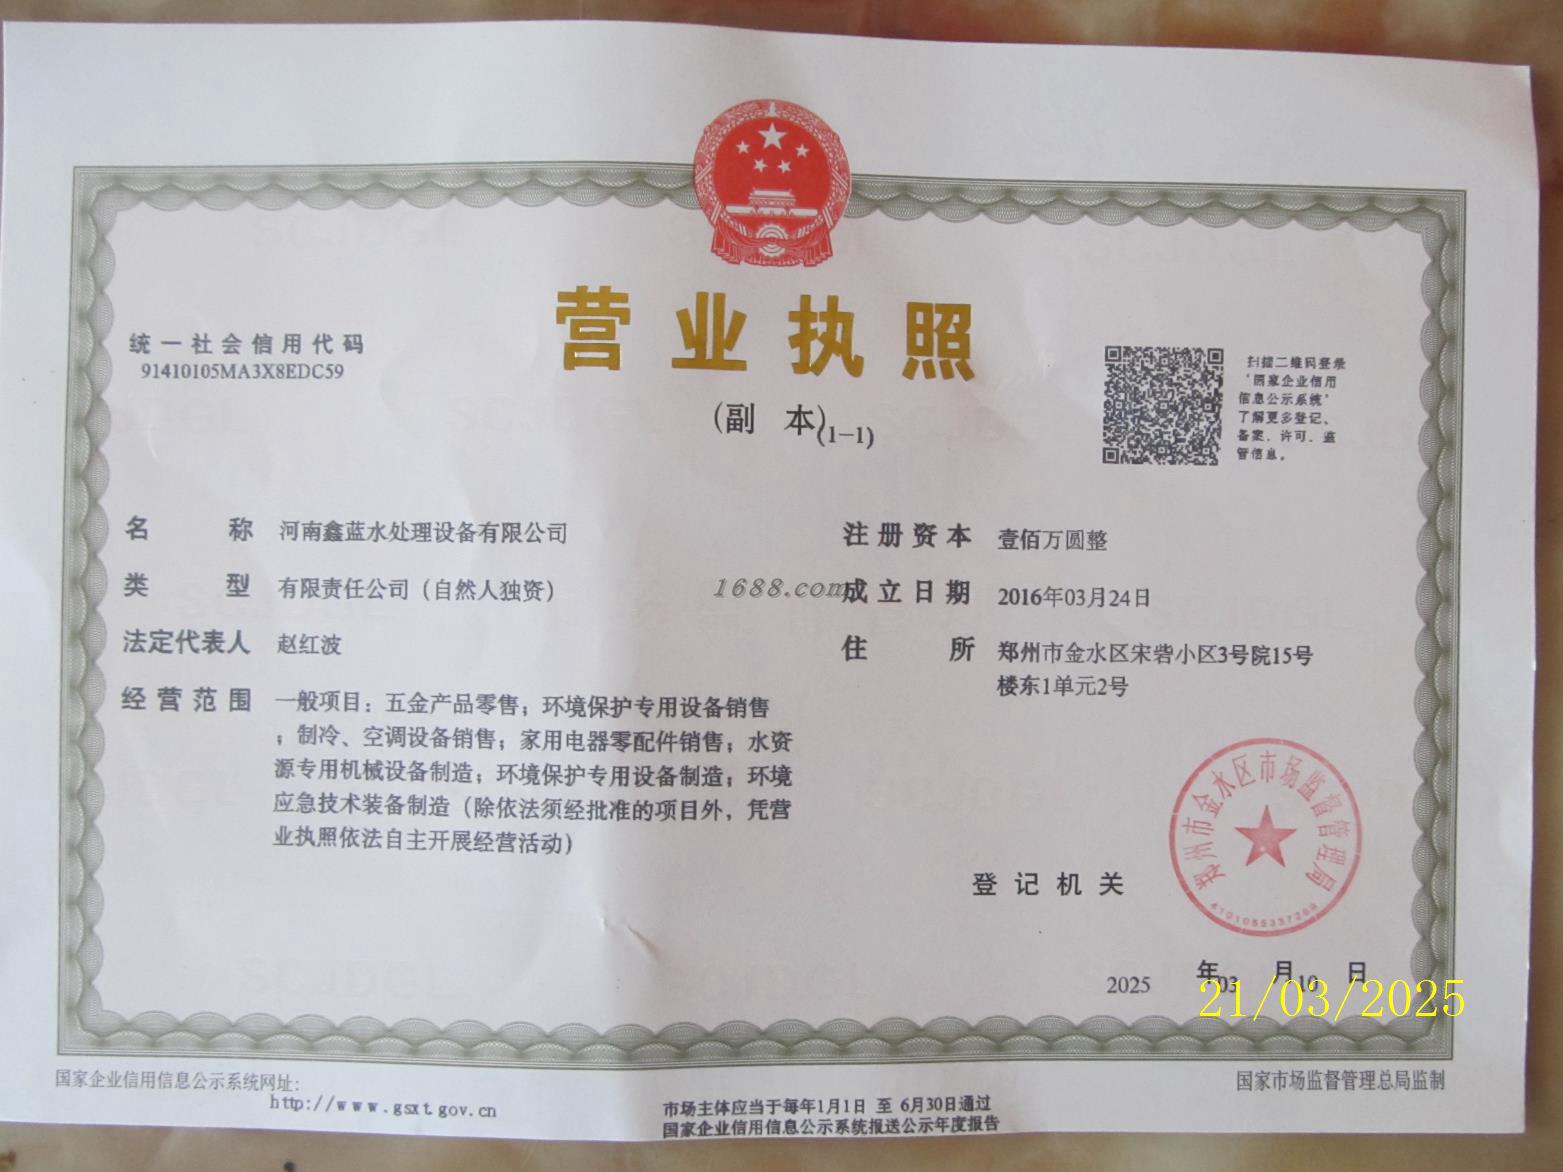 营业执照
(副 本)(1-1)
统一社会信用代码
91410105MA3X8EDC59
扫描二维码登录
‘国家企业信用
信息公示系统’
了解更多登记、
备案、许可、监
管信息。
名 称 河南鑫蓝水处理设备有限公司
类 型 有限责任公司（自然人独资）
法定代表人 赵红波
经营范围 一般项目：五金产品零售；环境保护专用设备销售
；制冷、空调设备销售；家用电器零配件销售；水资
源专用机械设备制造；环境保护专用设备制造；环境
应急技术装备制造（除依法须经批准的项目外，凭营
业执照依法自主开展经营活动）
1688.com
注册资本 壹佰万圆整
成立日期 2016年03月24日
住 所 郑州市金水区宋砦小区3号院15号
楼东1单元2号
登记机关
郑州市金水区市场监督管理局
4101055337269
2025 年 03 月 10 日
21/03/2025
国家企业信用信息公示系统网址：
http://www.gsxt.gov.cn
市场主体应当于每年1月1日 至 6月30日通过
国家企业信用信息公示系统报送公示年度报告
国家市场监督管理总局监制